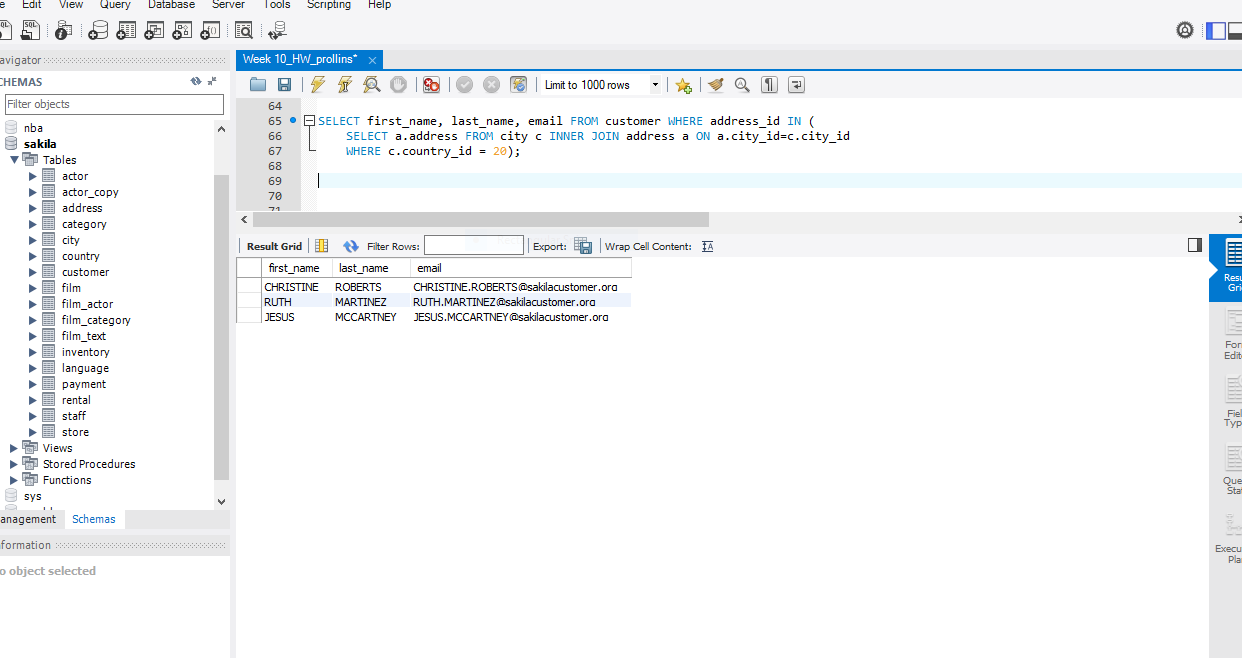 Edit View Query Database Server Tools Scripting Help
SQL SQL
avigator
CHEMAS
Filter objects
nba
sakila
Tables
actor
actor_copy
address
category
city
country
customer
film
film_actor
film_category
film_text
inventory
language
payment
rental
staff
store
Views
Stored Procedures
Functions
sys
anagement Schemas
nformation
o object selected
Week 10_HW_prollins*
Limit to 1000 rows
64
65 SELECT first_name, last_name, email FROM customer WHERE address_id IN (
66 SELECT a.address FROM city c INNER JOIN address a ON a.city_id=c.city_id
67 WHERE c.country_id = 20);
68
69
70
71
Result Grid Filter Rows: Export: Wrap Cell Content:
first_name last_name email
CHRISTINE ROBERTS CHRISTINE.ROBERTS@sakilacustomer.org
RUTH MARTINEZ RUTH.MARTINEZ@sakilacustomer.org
JESUS MCCARTNEY JESUS.MCCARTNEY@sakilacustomer.org
Resu
Gri
For
Edit
Fiel
Typ
Que
Sta
Execu
Pla